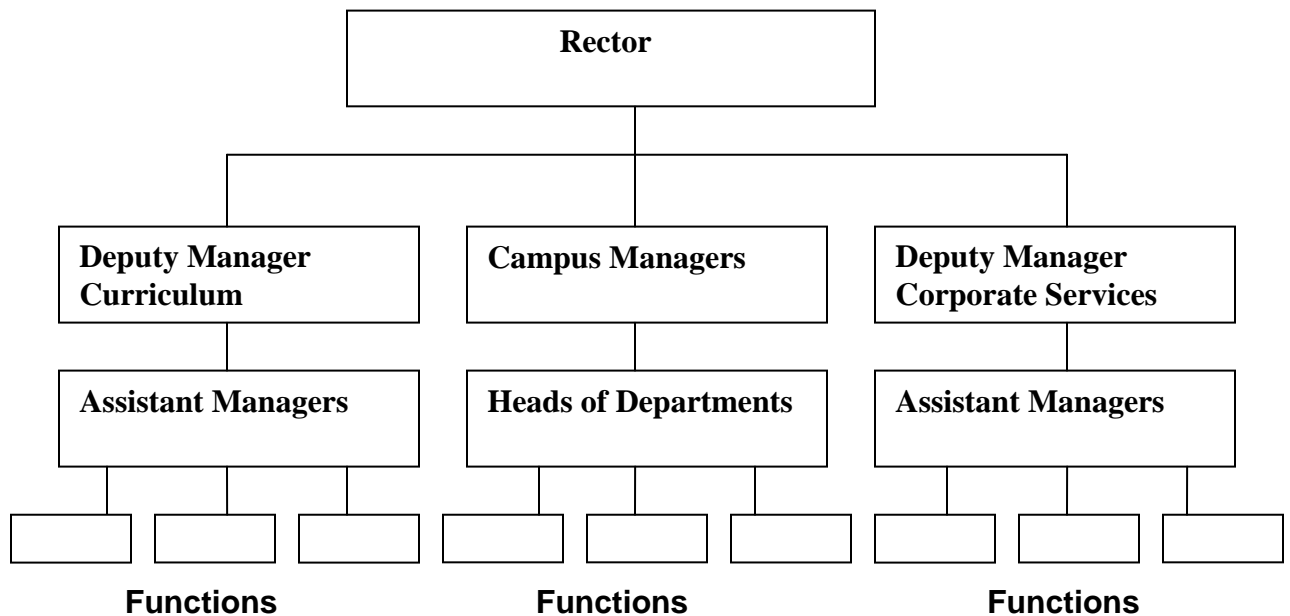 Rector
Deputy Manager
Curriculum
Campus Managers
Deputy Manager
Corporate Services
Assistant Managers
Heads of Departments
Assistant Managers
Functions
Functions
Functions